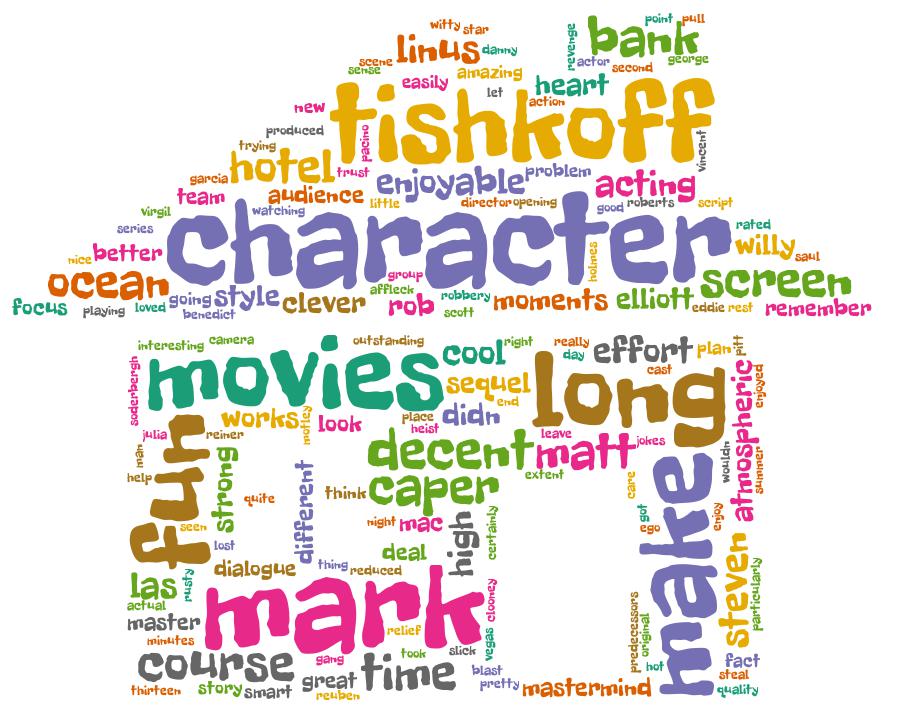 witty star
point pull
linus danny
revenge bank
scene
sense
actor second george
easily amazing
let heart
action
new tishkoff
produced
pacino
vincent
trying
hotel trust
garcia
enjoyable problem
acting
team audience little
director opening good roberts script
virgil watching
character
series
rated
nice better
holmes
willy saul
ocean group
affleck
screen
focus playing loved going style clever rob robbery moments elliott eddie rest remember
benedict scott
interesting camera outstanding
cool right really
day effort plan pitt
soderbergh movies
sequel
end
long cast
atmospheric enjoyed
julia fun works motley look place
heist didn
reiner
man
decent matt leave
jokes
wouldn summer
help strong quite different think caper extent
care
seen
lost
night mac high certainly
got
ego
make enjoy
dialogue thing reduced deal
las rusty
actual
mark
clooney
steven particularly
master
minutes
relief
vegas
predecessors
original
course gang took slick
hot fact
thirteen story smart great time
reuben
blast
pretty mastermind
steal
quality